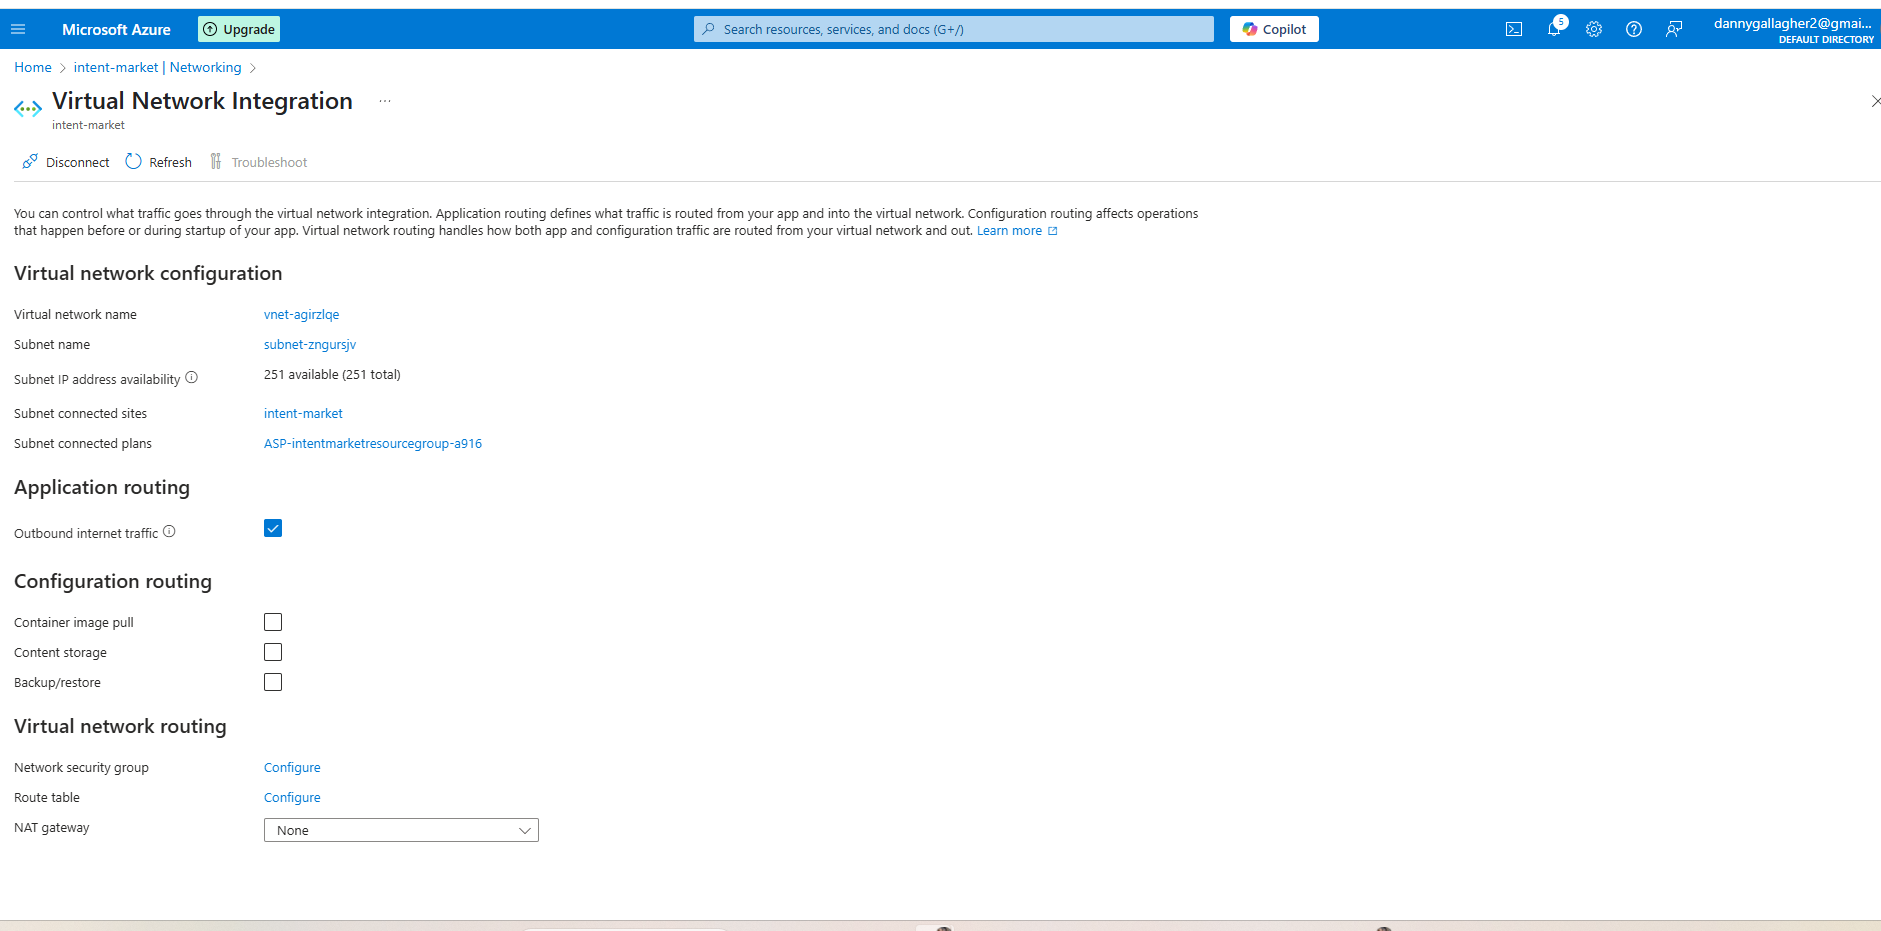 Microsoft Azure
Upgrade
Search resources, services, and docs (G+/)
Copilot
5
dannygallagher2@gmai...
DEFAULT DIRECTORY
Home > intent-market | Networking >
Virtual Network Integration ...
intent-market
Disconnect Refresh Troubleshoot
You can control what traffic goes through the virtual network integration. Application routing defines what traffic is routed from your app and into the virtual network. Configuration routing affects operations
that happen before or during startup of your app. Virtual network routing handles how both app and configuration traffic are routed from your virtual network and out. Learn more
Virtual network configuration
Virtual network name vnet-agirzlqe
Subnet name subnet-zngursjv
Subnet IP address availability 251 available (251 total)
Subnet connected sites intent-market
Subnet connected plans ASP-intentmarketresourcegroup-a916
Application routing
Outbound internet traffic
Configuration routing
Container image pull
Content storage
Backup/restore
Virtual network routing
Network security group Configure
Route table Configure
NAT gateway None